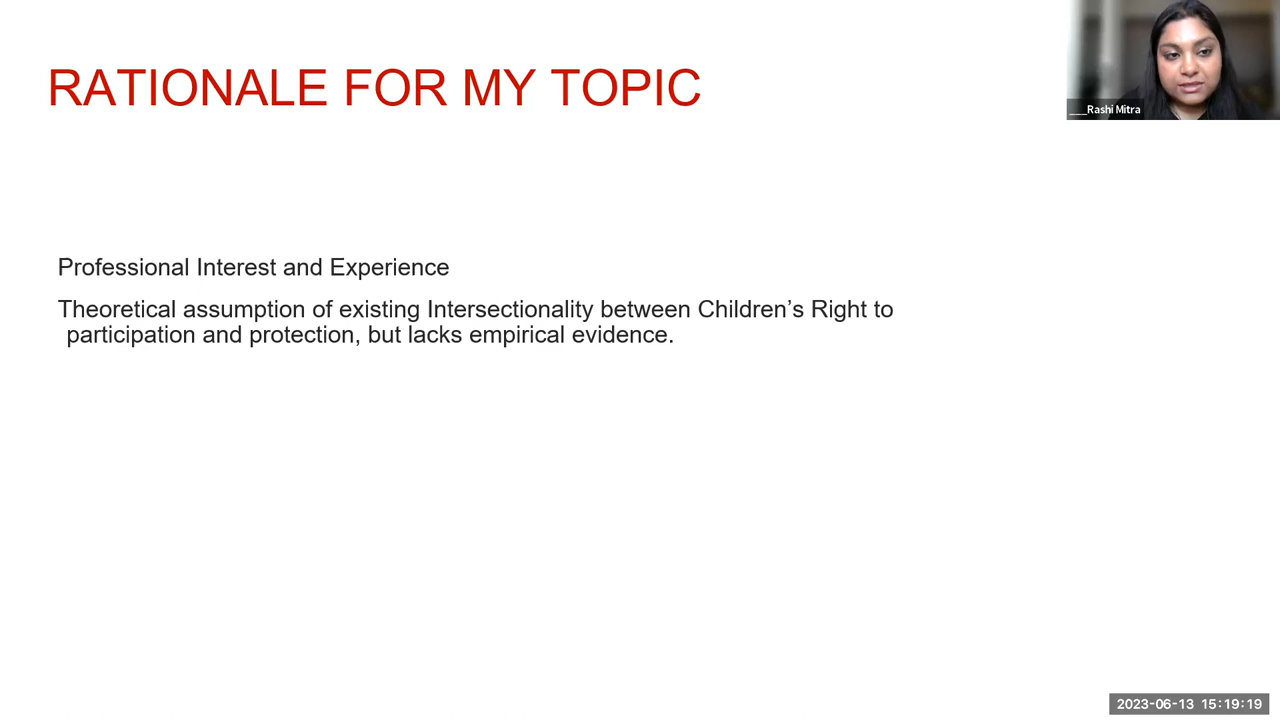 RATIONALE FOR MY TOPIC
___Rashi Mitra
Professional Interest and Experience
Theoretical assumption of existing Intersectionality between Children’s Right to
participation and protection, but lacks empirical evidence.
2023-06-13 15:19:19